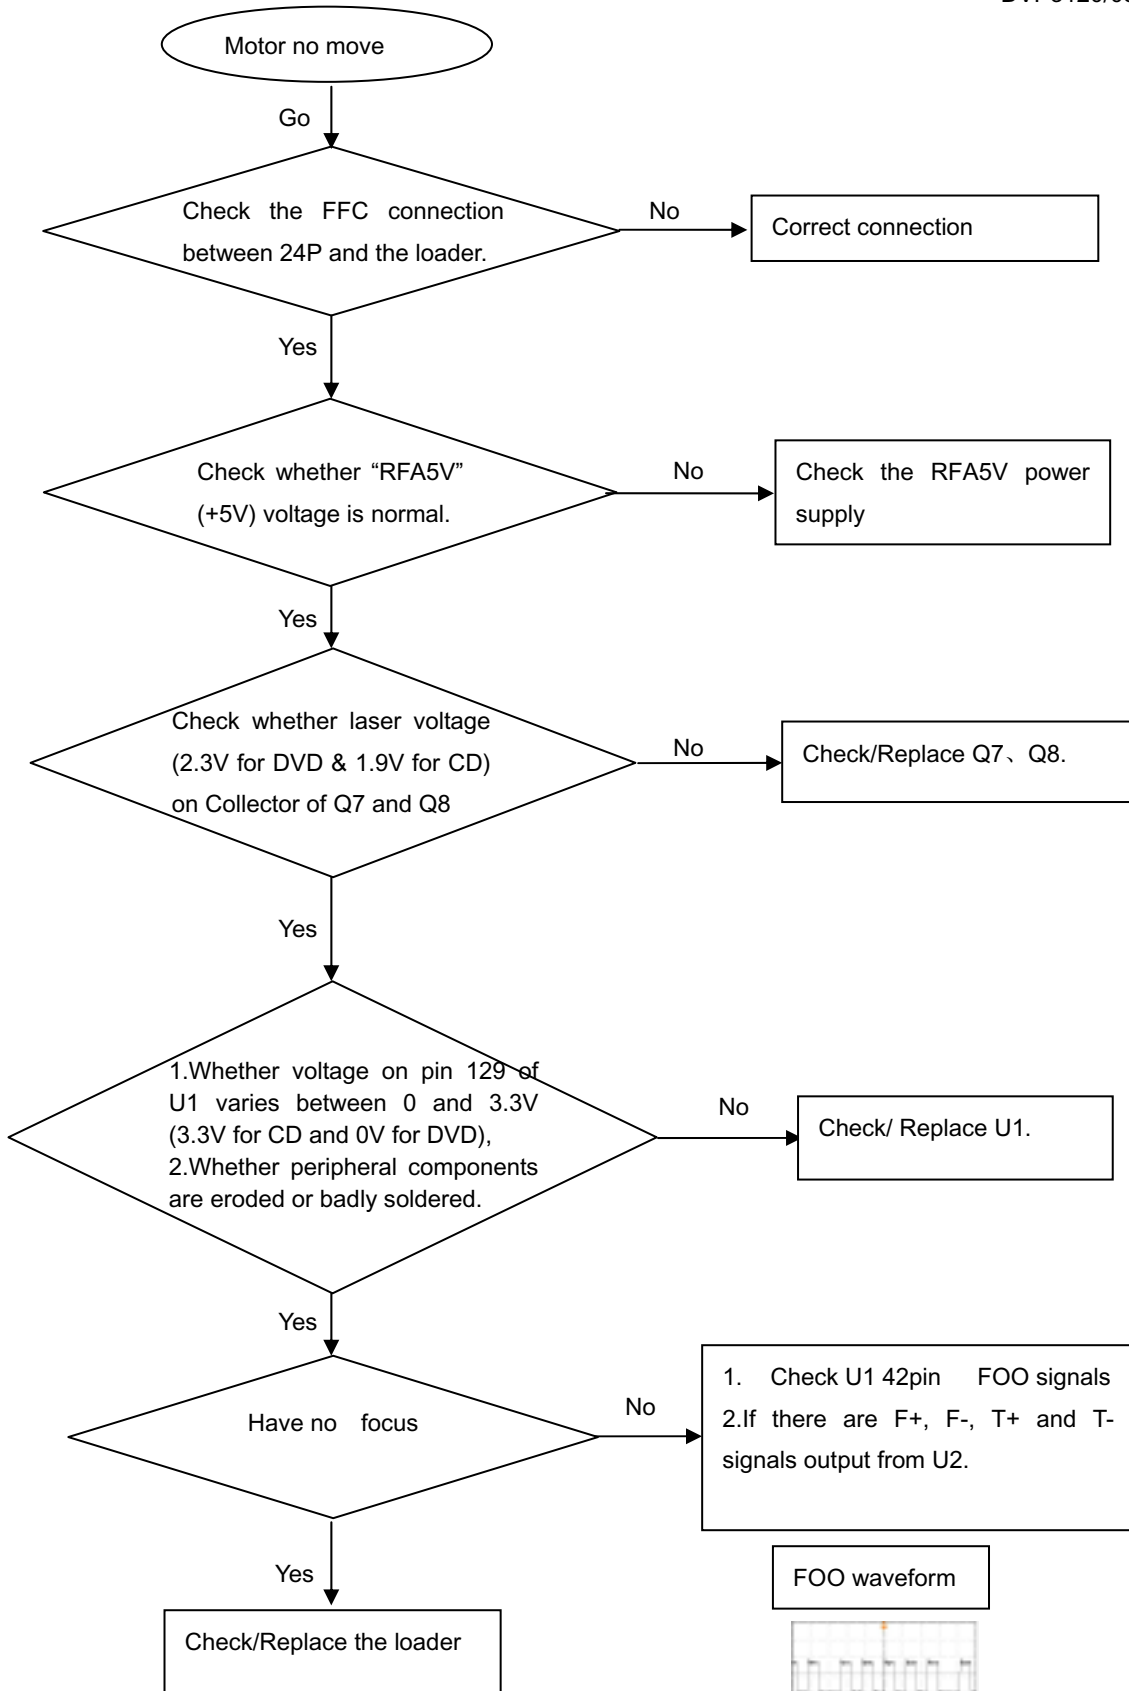 Motor no move
Go
Check the FFC connection
between 24P and the loader.
No
Correct connection
Yes
Check whether “RFA5V”
(+5V) voltage is normal.
No
Check the RFA5V power
supply
Yes
Check whether laser voltage
(2.3V for DVD & 1.9V for CD)
on Collector of Q7 and Q8
No
Check/Replace Q7、Q8.
Yes
1.Whether voltage on pin 129 of
U1 varies between 0 and 3.3V
(3.3V for CD and 0V for DVD),
2.Whether peripheral components
are eroded or badly soldered.
No
Check/ Replace U1.
Yes
Have no focus
No
1. Check U1 42pin FOO signals
2.If there are F+, F-, T+ and T-
signals output from U2.
Yes
FOO waveform
Check/Replace the loader